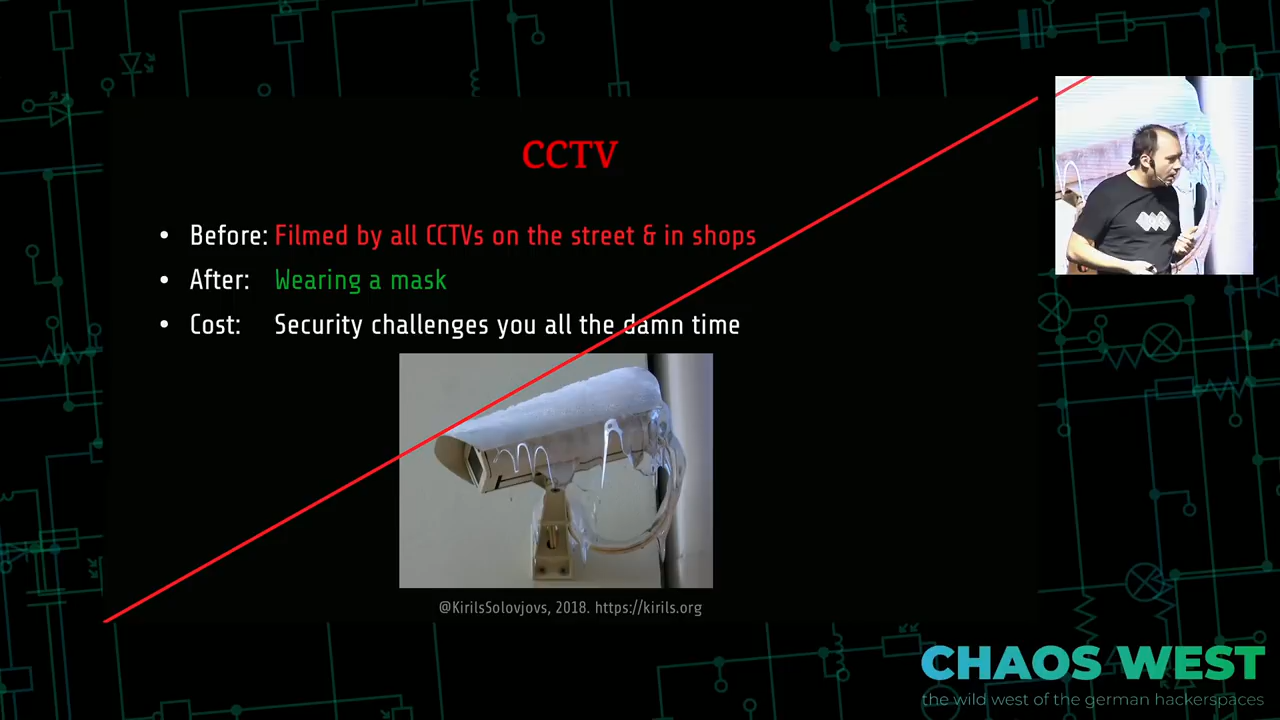 CCTV
• Before: Filmed by all CCTVs on the street & in shops
• After: Wearing a mask
• Cost: Security challenges you all the damn time
@KirilsSolovjovs, 2018. https://kirils.org
CHAOS WEST
the wild west of the german hackerspaces